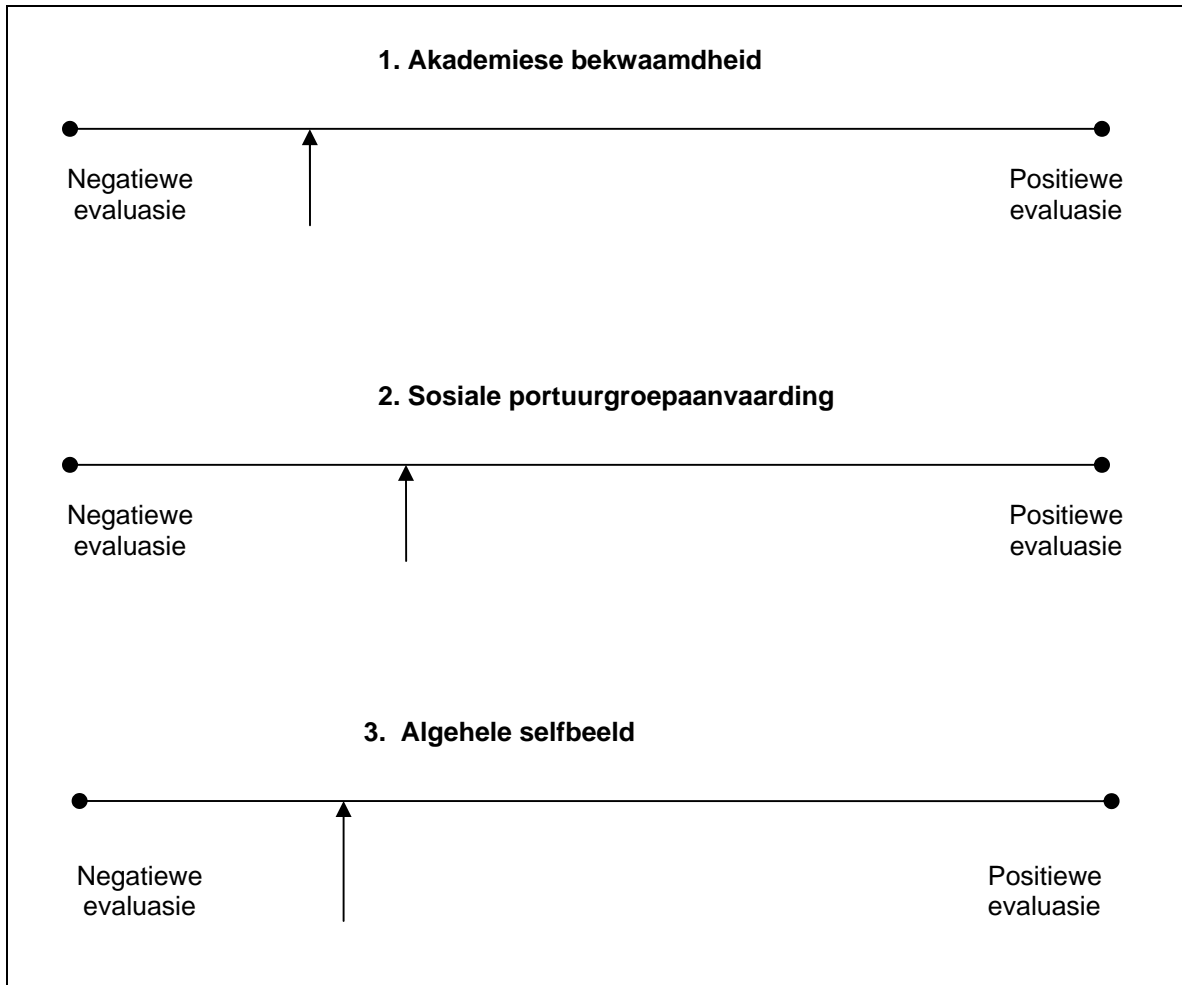 1. Akademiese bekwaamdheid
Negatiewe Positiewe
evaluasie evaluasie
2. Sosiale portuurgroepaanvaarding
Negatiewe Positiewe
evaluasie evaluasie
3. Algehele selfbeeld
Negatiewe Positiewe
evaluasie evaluasie